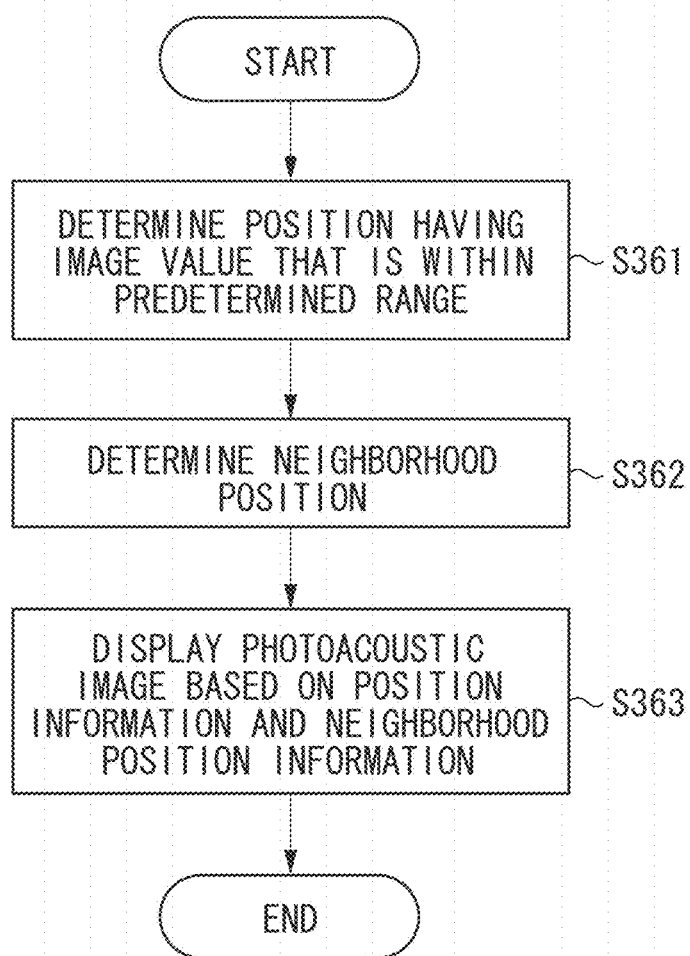 START
DETERMINE POSITION HAVING
IMAGE VALUE THAT IS WITHIN
PREDETERMINED RANGE
S361
DETERMINE NEIGHBORHOOD
POSITION
S362
DISPLAY PHOTOACOUSTIC
IMAGE BASED ON POSITION
INFORMATION AND NEIGHBORHOOD
POSITION INFORMATION
S363
END